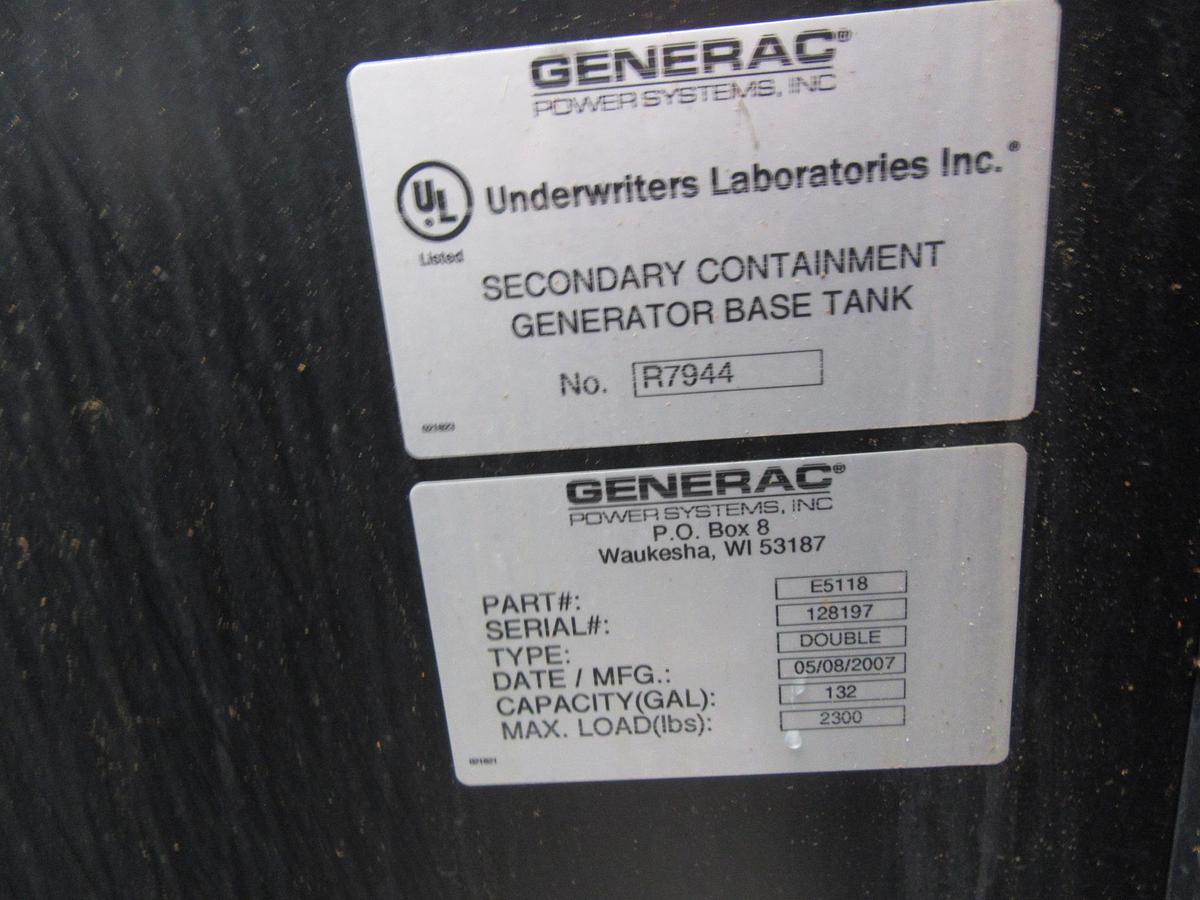 GENERAC®
POWER SYSTEMS, INC
UL Underwriters Laboratories Inc.®
Listed
SECONDARY CONTAINMENT
GENERATOR BASE TANK
No. R7944
GENERAC®
POWER SYSTEMS, INC
P.O. Box 8
Waukesha, WI 53187
PART#: E5118
SERIAL#: 128197
TYPE: DOUBLE
DATE / MFG.: 05/08/2007
CAPACITY(GAL): 132
MAX. LOAD(lbs): 2300